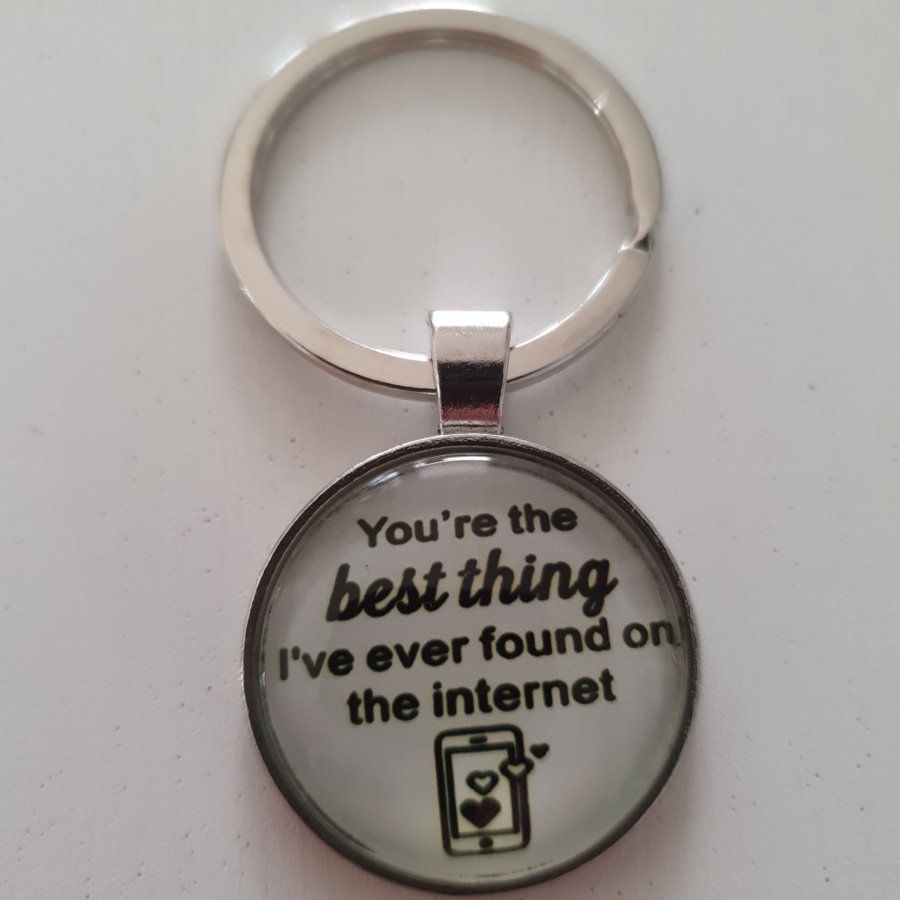 You're the
best thing
I've ever found on
the internet